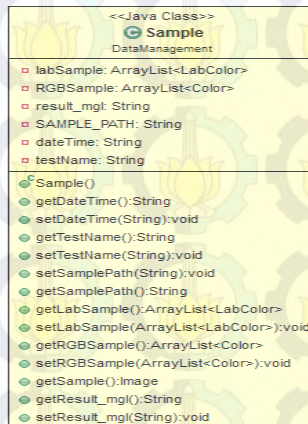 <<Java Class>>
Sample
DataManagement
labSample: ArrayList<LabColor>
RGBSample: ArrayList<Color>
result_mgl: String
SAMPLE_PATH: String
dateTime: String
testName: String
Sample()
getDateTime():String
setDateTime(String):void
getTestName():String
setTestName(String):void
setSamplePath(String):void
getSamplePath():String
getLabSample():ArrayList<LabColor>
setLabSample(ArrayList<LabColor>):void
getRGBSample():ArrayList<Color>
setRGBSample(ArrayList<Color>):void
getSample():Image
getResult_mgl():String
setResult_mgl(String):void